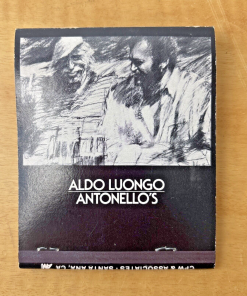 ALDO LUONGO
ANTONELLO'S
CPW & ASSOCIATES - SANTA ANA, CA